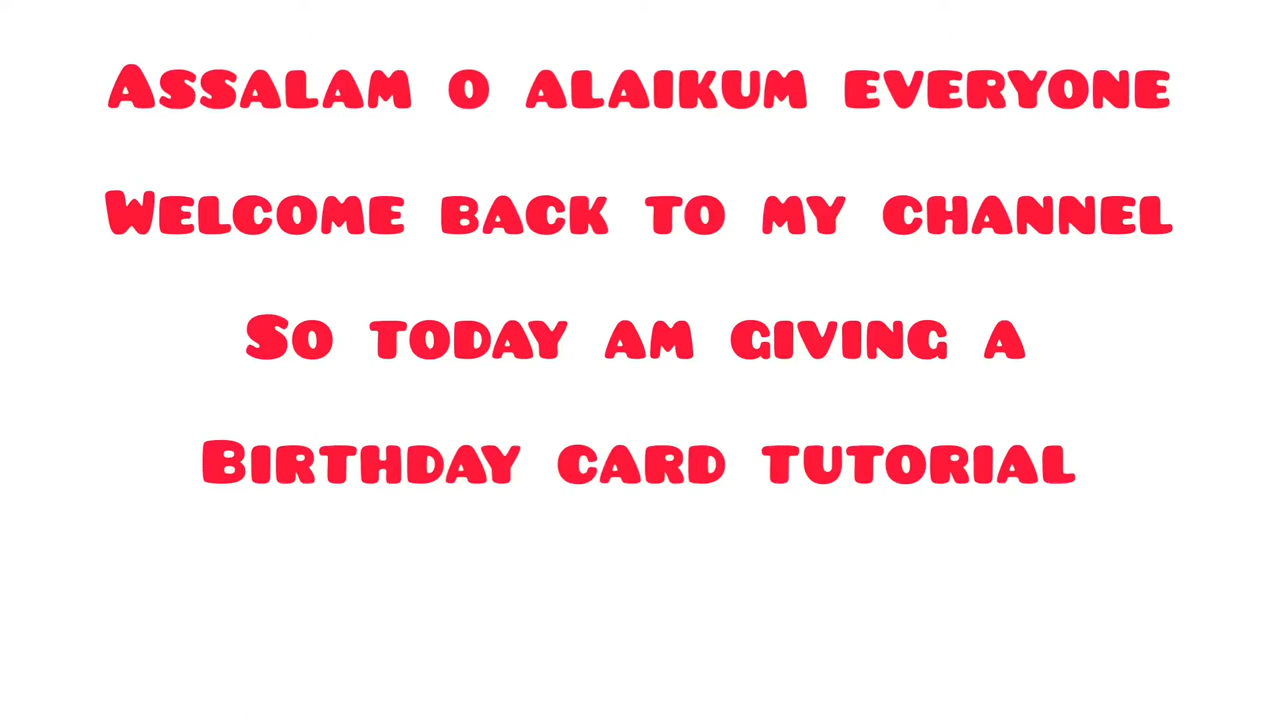 Assalam o alaikum everyone
Welcome back to my channel
So today am giving a
Birthday card tutorial